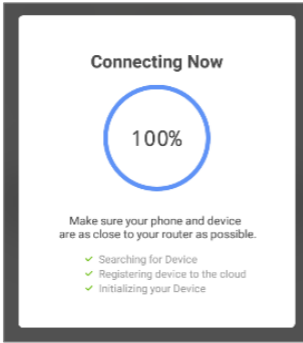 Connecting Now
100%
Make sure your phone and device
are as close to your router as possible.
Searching for Device
Registering device to the cloud
Initializing your Device